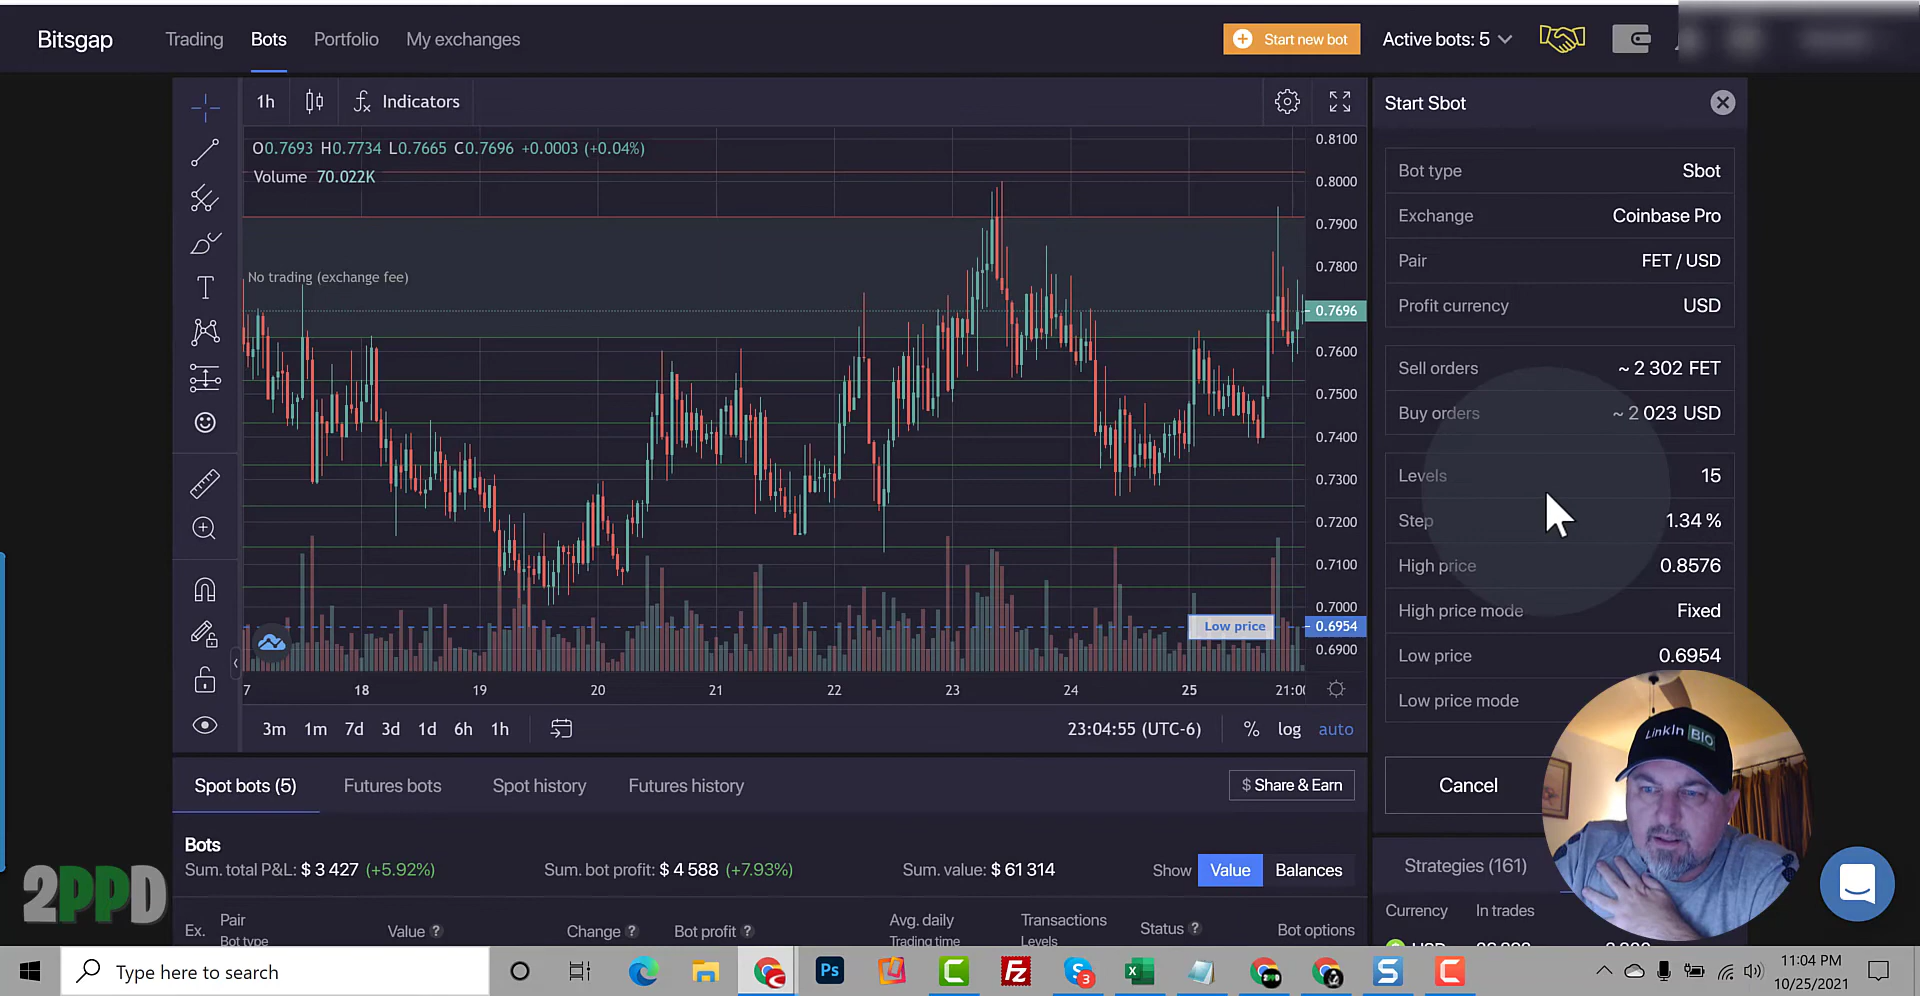 Bitsgap
Trading
Bots
Portfolio
My exchanges
Start new bot
Active bots: 5
1h
Indicators
O0.7693 H0.7734 L0.7665 C0.7696 +0.0003 (+0.04%)
Volume 70.022K
No trading (exchange fee)
0.8100
0.8000
0.7900
0.7800
0.7696
0.7600
0.7500
0.7400
0.7300
0.7200
0.7100
0.7000
Low price
0.6954
0.6900
7 18 19 20 21 22 23 24 25 21:00
3m 1m 7d 3d 1d 6h 1h
23:04:55 (UTC-6)
% log auto
Start Sbot
Bot type Sbot
Exchange Coinbase Pro
Pair FET / USD
Profit currency USD
Sell orders ~ 2 302 FET
Buy orders ~ 2 023 USD
Levels 15
Step 1.34 %
High price 0.8576
High price mode Fixed
Low price 0.6954
Low price mode
Cancel
LinkIn BIO
Spot bots (5)
Futures bots
Spot history
Futures history
$ Share & Earn
Bots
Sum. total P&L: $ 3 427 (+5.92%)
Sum. bot profit: $ 4 588 (+7.93%)
Sum. value: $ 61 314
Show Value Balances
Ex.
Pair
Bot type
Value ?
Change ?
Bot profit ?
Avg. daily
Trading time
Transactions
Levels
Status ?
Bot options
Strategies (161)
Currency
In trades
2PPD
Type here to search
Ps
Fz
3
11:04 PM
10/25/2021